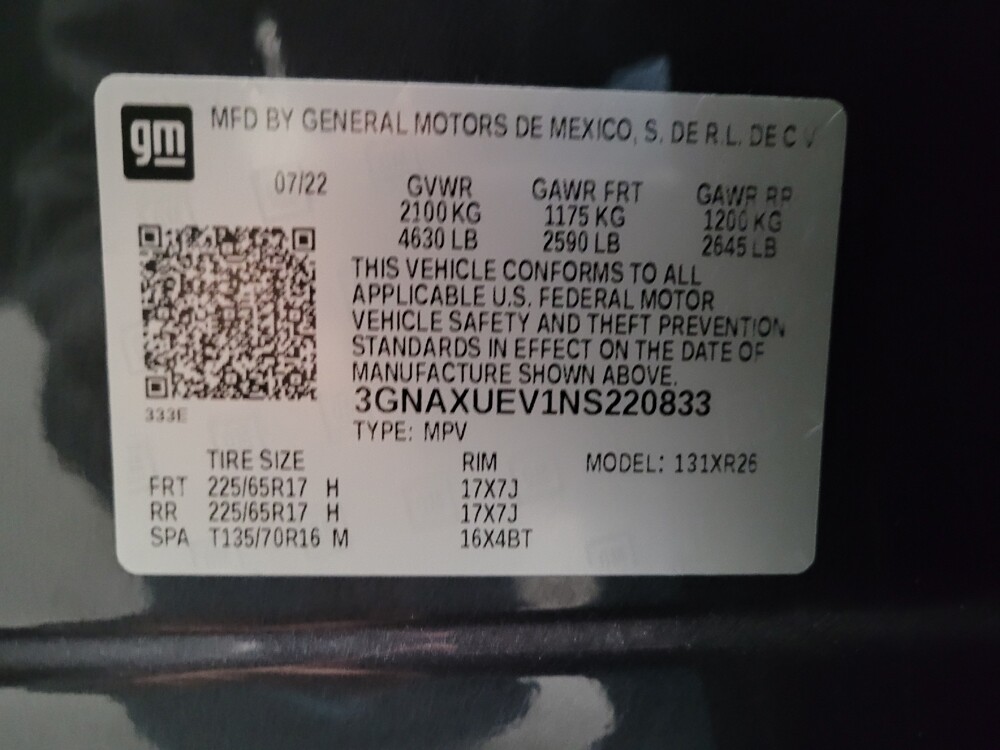 gm MFD BY GENERAL MOTORS DE MEXICO, S. DE R.L. DE C V
07/22 GVWR GAWR FRT GAWR RR
2100 KG 1175 KG 1200 KG
4630 LB 2590 LB 2645 LB
THIS VEHICLE CONFORMS TO ALL
APPLICABLE U.S. FEDERAL MOTOR
VEHICLE SAFETY AND THEFT PREVENTION
STANDARDS IN EFFECT ON THE DATE OF
MANUFACTURE SHOWN ABOVE.
333E
3GNAXUEV1NS220833
TYPE: MPV
TIRE SIZE RIM MODEL: 131XR26
FRT 225/65R17 H 17X7J
RR 225/65R17 H 17X7J
SPA T135/70R16 M 16X4BT